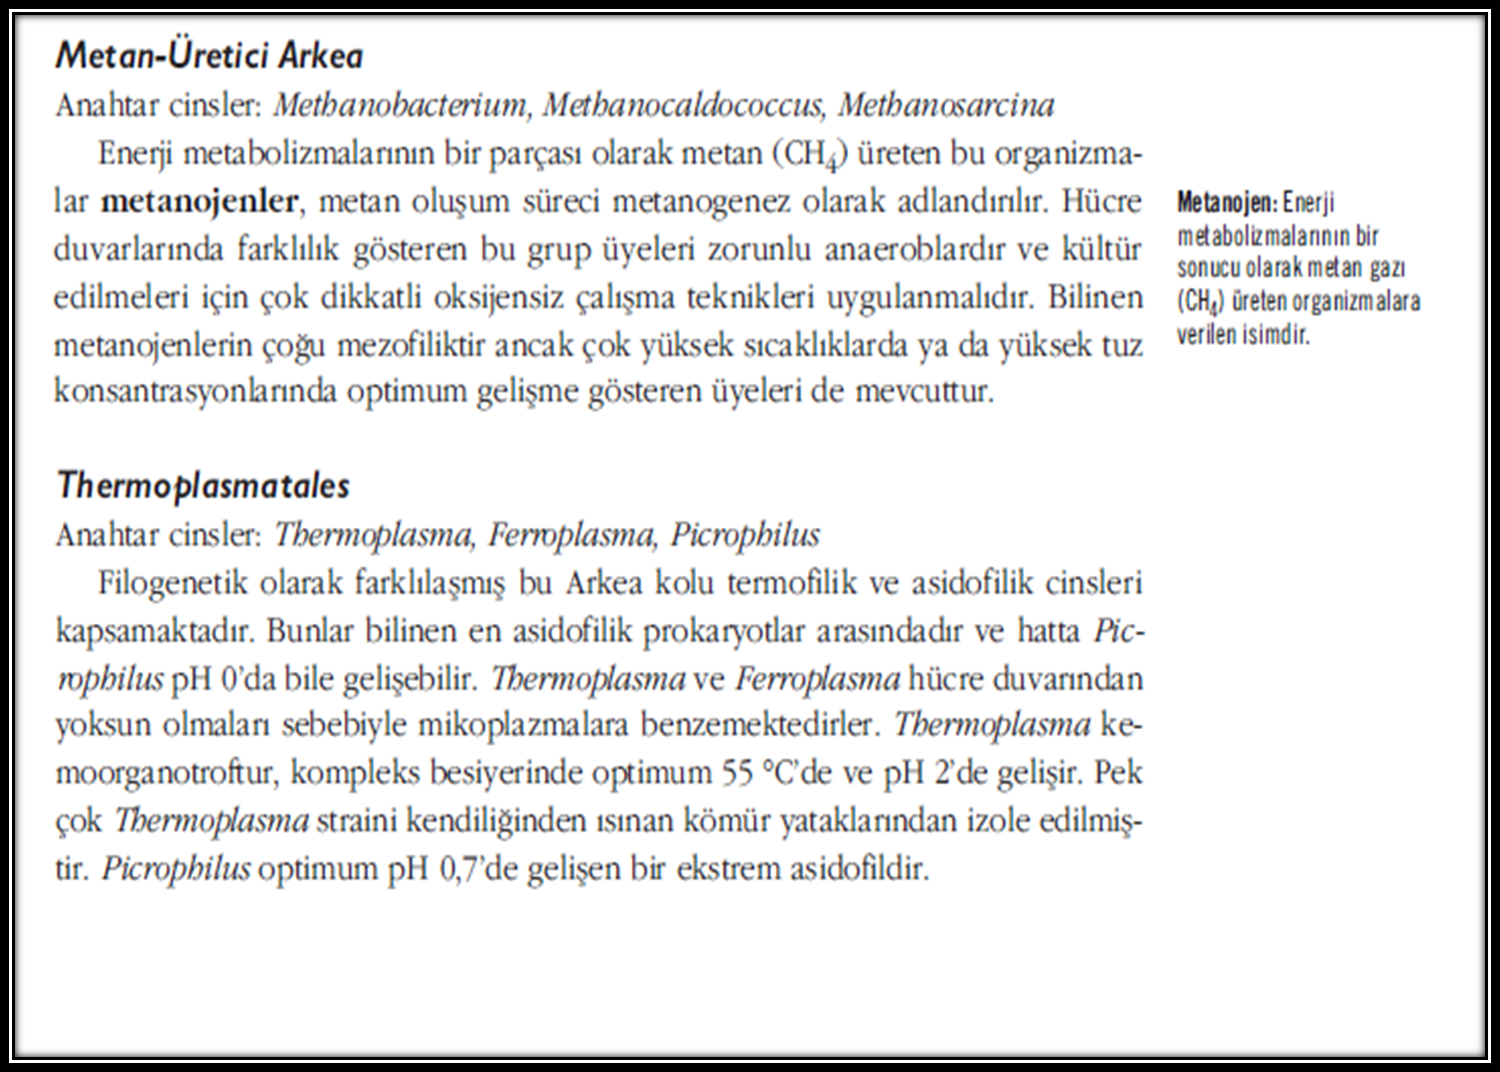 Metan-Üretici Arkea
Anahtar cinsler: Methanobacterium, Methanocaldococcus, Methanosarcina
Enerji metabolizmalarının bir parçası olarak metan (CH₄) üreten bu organizma-
lar metanojenler, metan oluşum süreci metanogenez olarak adlandırılır. Hücre
duvarlarında farklılık gösteren bu grup üyeleri zorunlu anaeroblardır ve kültür
edilmeleri için çok dikkatli oksijensiz çalışma teknikleri uygulanmalıdır. Bilinen
metanojenlerin çoğu mezofiliktir ancak çok yüksek sıcaklıklarda ya da yüksek tuz
konsantrasyonlarında optimum gelişme gösteren üyeleri de mevcuttur.
Metanojen: Enerji
metabolizmalarının bir
sonucu olarak metan gazı
(CH₄) üreten organizmalara
verilen isimdir.
Thermoplasmatales
Anahtar cinsler: Thermoplasma, Ferroplasma, Picrophilus
Filogenetik olarak farklılaşmış bu Arkea kolu termofilik ve asidofilik cinsleri
kapsamaktadır. Bunlar bilinen en asidofilik prokaryotlar arasındadır ve hatta Pic-
rophilus pH 0’da bile gelişebilir. Thermoplasma ve Ferroplasma hücre duvarından
yoksun olmaları sebebiyle mikoplazmalara benzemektedirler. Thermoplasma ke-
moorganotroftur, kompleks besiyerinde optimum 55 °C’de ve pH 2’de gelişir. Pek
çok Thermoplasma straini kendiliğinden ısınan kömür yataklarından izole edilmiş-
tir. Picrophilus optimum pH 0,7’de gelişen bir ekstrem asidofildir.